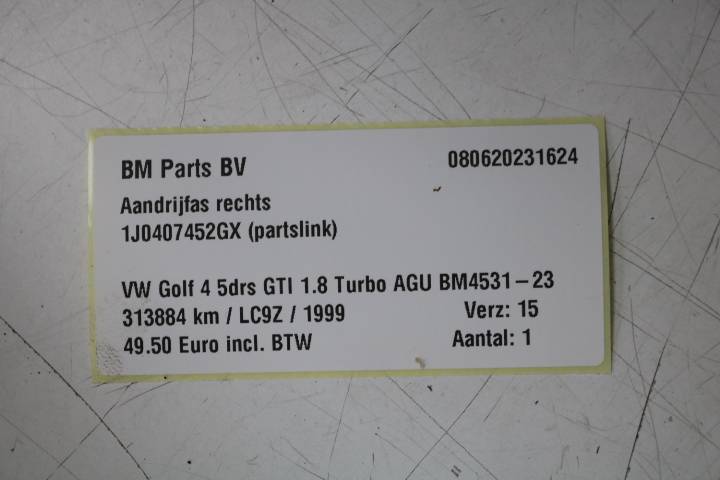 BM Parts BV 080620231624
Aandrijfas rechts
1J0407452GX (partslink)
VW Golf 4 5drs GTI 1.8 Turbo AGU BM4531-23
313884 km / LC9Z / 1999 Verz: 15
49.50 Euro incl. BTW Aantal: 1